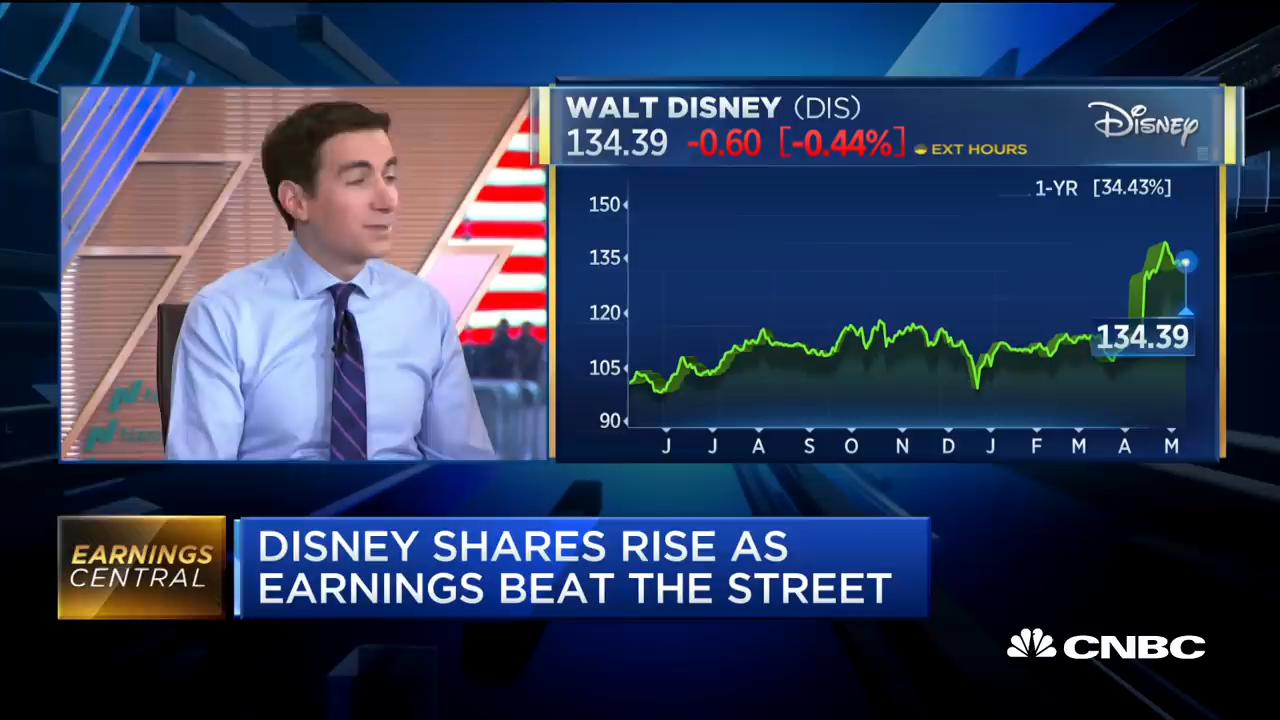 WALT DISNEY (DIS)
Disney
134.39 -0.60 [-0.44%] EXT HOURS
1-YR [34.43%]
150
135
120
134.39
105
90
J J A S O N D J F M A M
EARNINGS
CENTRAL
DISNEY SHARES RISE AS
EARNINGS BEAT THE STREET
CNBC